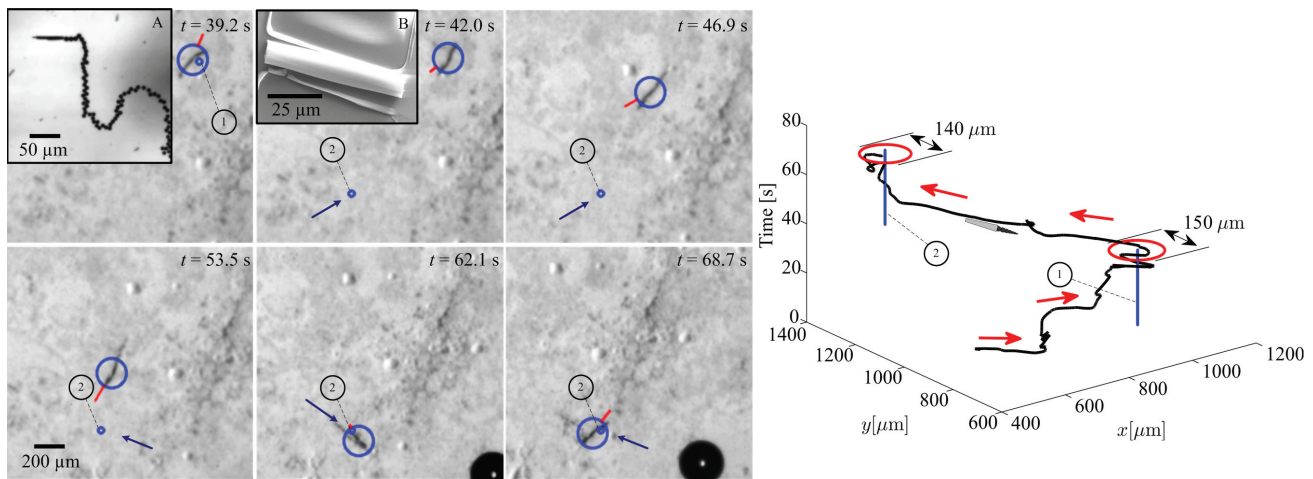 A
50 µm
t = 39.2 s
1
B
25 µm
t = 42.0 s
2
t = 46.9 s
2
t = 53.5 s
2
200 µm
t = 62.1 s
2
t = 68.7 s
2
80
60
40
20
0
Time [s]
140 µm
150 µm
2
1
1400
1200
1000
800
600
y[µm]
400
600
800
1000
1200
x[µm]